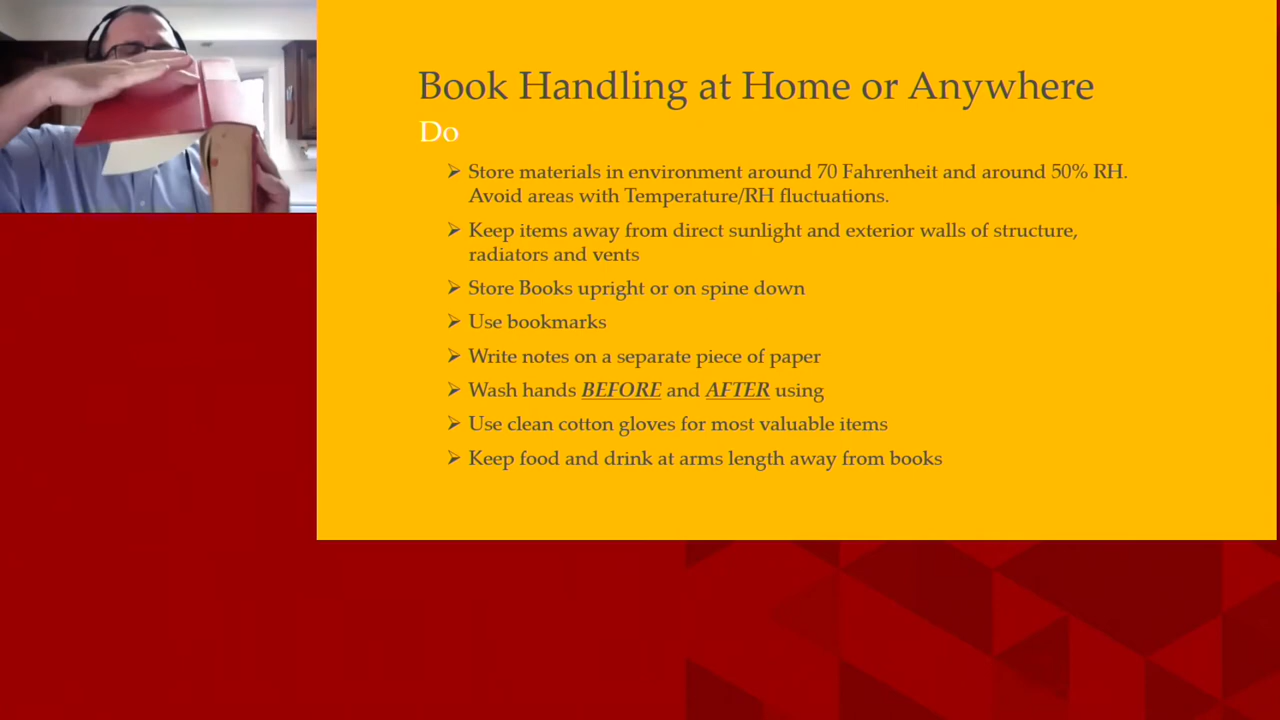 Book Handling at Home or Anywhere
Do
Store materials in environment around 70 Fahrenheit and around 50% RH.
Avoid areas with Temperature/RH fluctuations.
Keep items away from direct sunlight and exterior walls of structure,
radiators and vents
Store Books upright or on spine down
Use bookmarks
Write notes on a separate piece of paper
Wash hands BEFORE and AFTER using
Use clean cotton gloves for most valuable items
Keep food and drink at arms length away from books